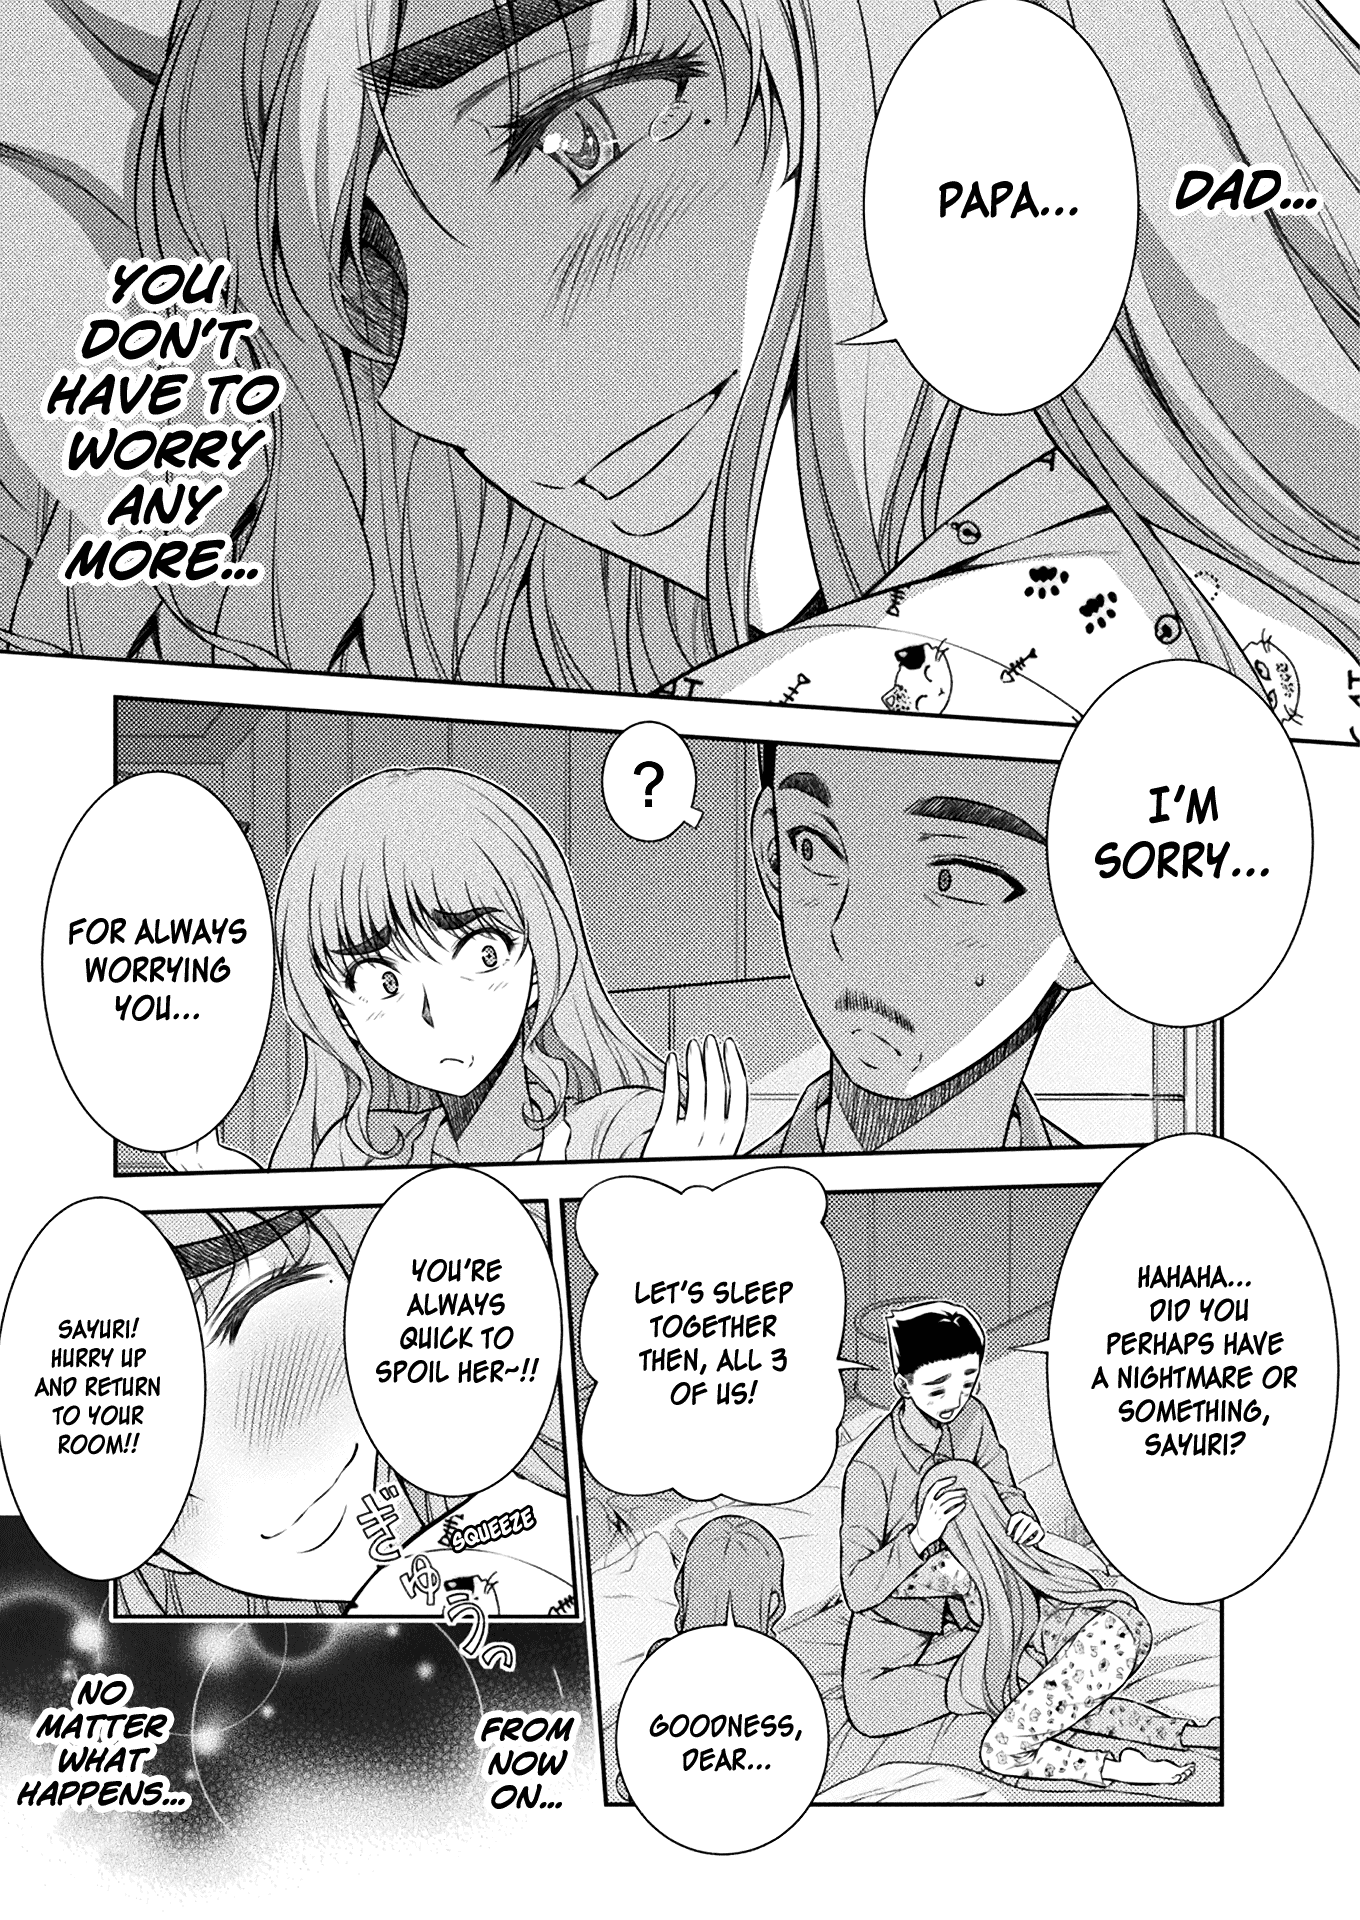 DAD...
PAPA...
YOU
DON'T
HAVE TO
WORRY
ANY
MORE...
I'M
SORRY...
?
FOR ALWAYS
WORRYING
YOU...
HAHAHA...
DID YOU
PERHAPS HAVE
A NIGHTMARE OR
SOMETHING,
SAYURI?
LET'S SLEEP
TOGETHER
THEN, ALL 3
OF US!
GOODNESS,
DEAR...
YOU'RE
ALWAYS
QUICK TO
SPOIL HER~!!
SAYURI!
HURRY UP
AND RETURN
TO YOUR
ROOM!!
SQUEEZE
ぎゅうっ
FROM
NOW
ON...
NO
MATTER
WHAT
HAPPENS...